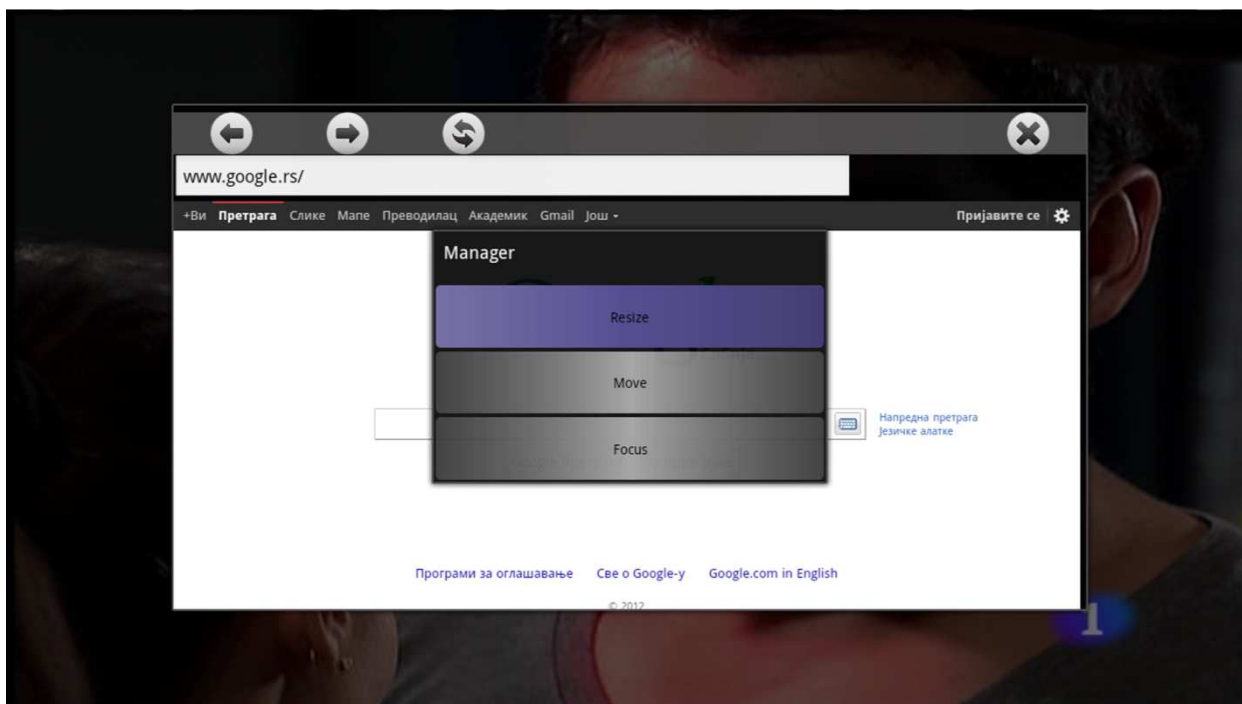 www.google.rs/
+Ви Претрага Слике Мапе Преводилац Академик Gmail Још Пријавите се
Manager
Resize
Move
Focus
Напредна претрага
Језичке алатке
Програми за оглашавање Све о Google-у Google.com in English
© 2012
1